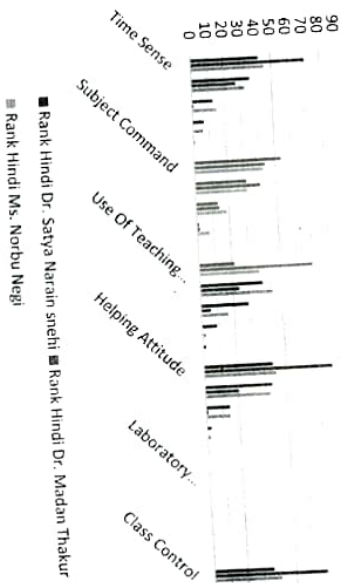 90
80
70
60
50
40
30
20
10
0
Time Sense
Subject Command
Use Of Teaching...
Helping Attitude
Laboratory...
Class Control
Rank Hindi Dr. Satya Narain snehi Rank Hindi Dr. Madan Thakur
Rank Hindi Ms. Norbu Negi